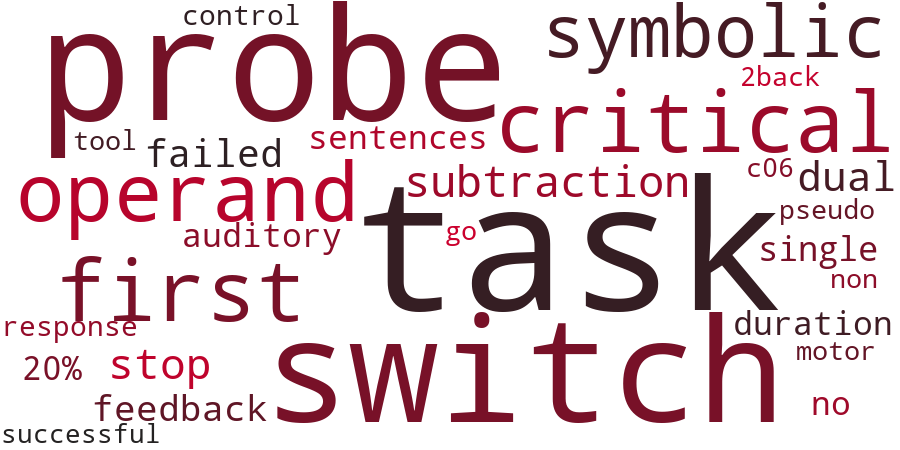 control
probe
symbolic
2back
critical
tool
failed
sentences
operand
subtraction
c06
dual
task
pseudo
auditory
go
single
first
non
response
switch
duration
motor
20%
stop
feedback
no
successful